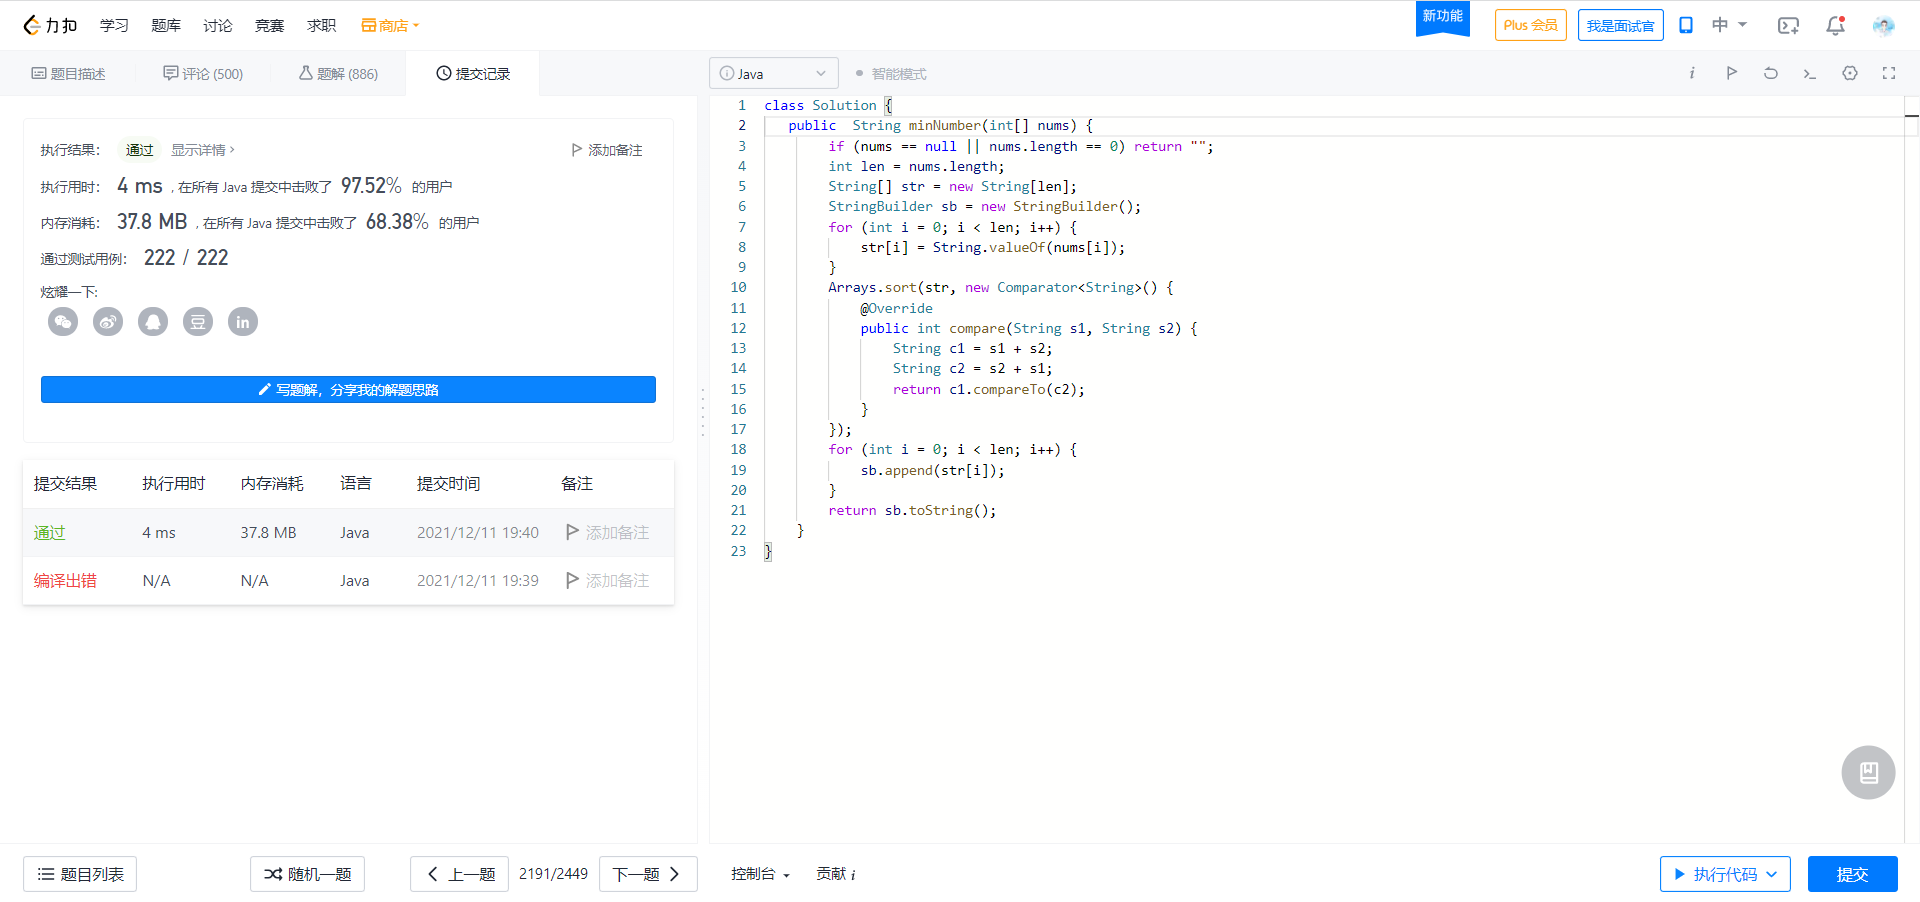 力扣 学习 题库 讨论 竞赛 求职 商店 新功能 Plus 会员 我是面试官 中
题目描述 评论 (500) 题解 (886) 提交记录
执行结果： 通过 显示详情 › 添加备注
执行用时： 4 ms , 在所有 Java 提交中击败了 97.52% 的用户
内存消耗： 37.8 MB , 在所有 Java 提交中击败了 68.38% 的用户
通过测试用例： 222 / 222
炫耀一下:
写题解，分享我的解题思路
提交结果 执行用时 内存消耗 语言 提交时间 备注
通过 4 ms 37.8 MB Java 2021/12/11 19:40 添加备注
编译出错 N/A N/A Java 2021/12/11 19:39 添加备注
Java 智能模式
1 class Solution {
2 public  String minNumber(int[] nums) {
3 if (nums == null || nums.length == 0) return "";
4 int len = nums.length;
5 String[] str = new String[len];
6 StringBuilder sb = new StringBuilder();
7 for (int i = 0; i < len; i++) {
8 str[i] = String.valueOf(nums[i]);
9 }
10 Arrays.sort(str, new Comparator<String>() {
11 @Override
12 public int compare(String s1, String s2) {
13 String c1 = s1 + s2;
14 String c2 = s2 + s1;
15 return c1.compareTo(c2);
16 }
17 });
18 for (int i = 0; i < len; i++) {
19 sb.append(str[i]);
20 }
21 return sb.toString();
22 }
23 }
题目列表 随机一题 上一题 2191/2449 下一题 控制台 贡献 i 执行代码 提交